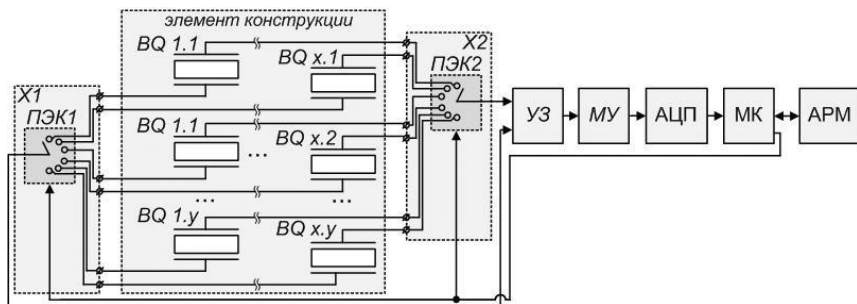 элемент конструкции
X1
ПЭК1
BQ 1.1
BQ x.1
BQ 1.1
BQ x.2
...
...
...
BQ 1.y
BQ x.y
X2
ПЭК2
УЗ
МУ
АЦП
МК
АРМ